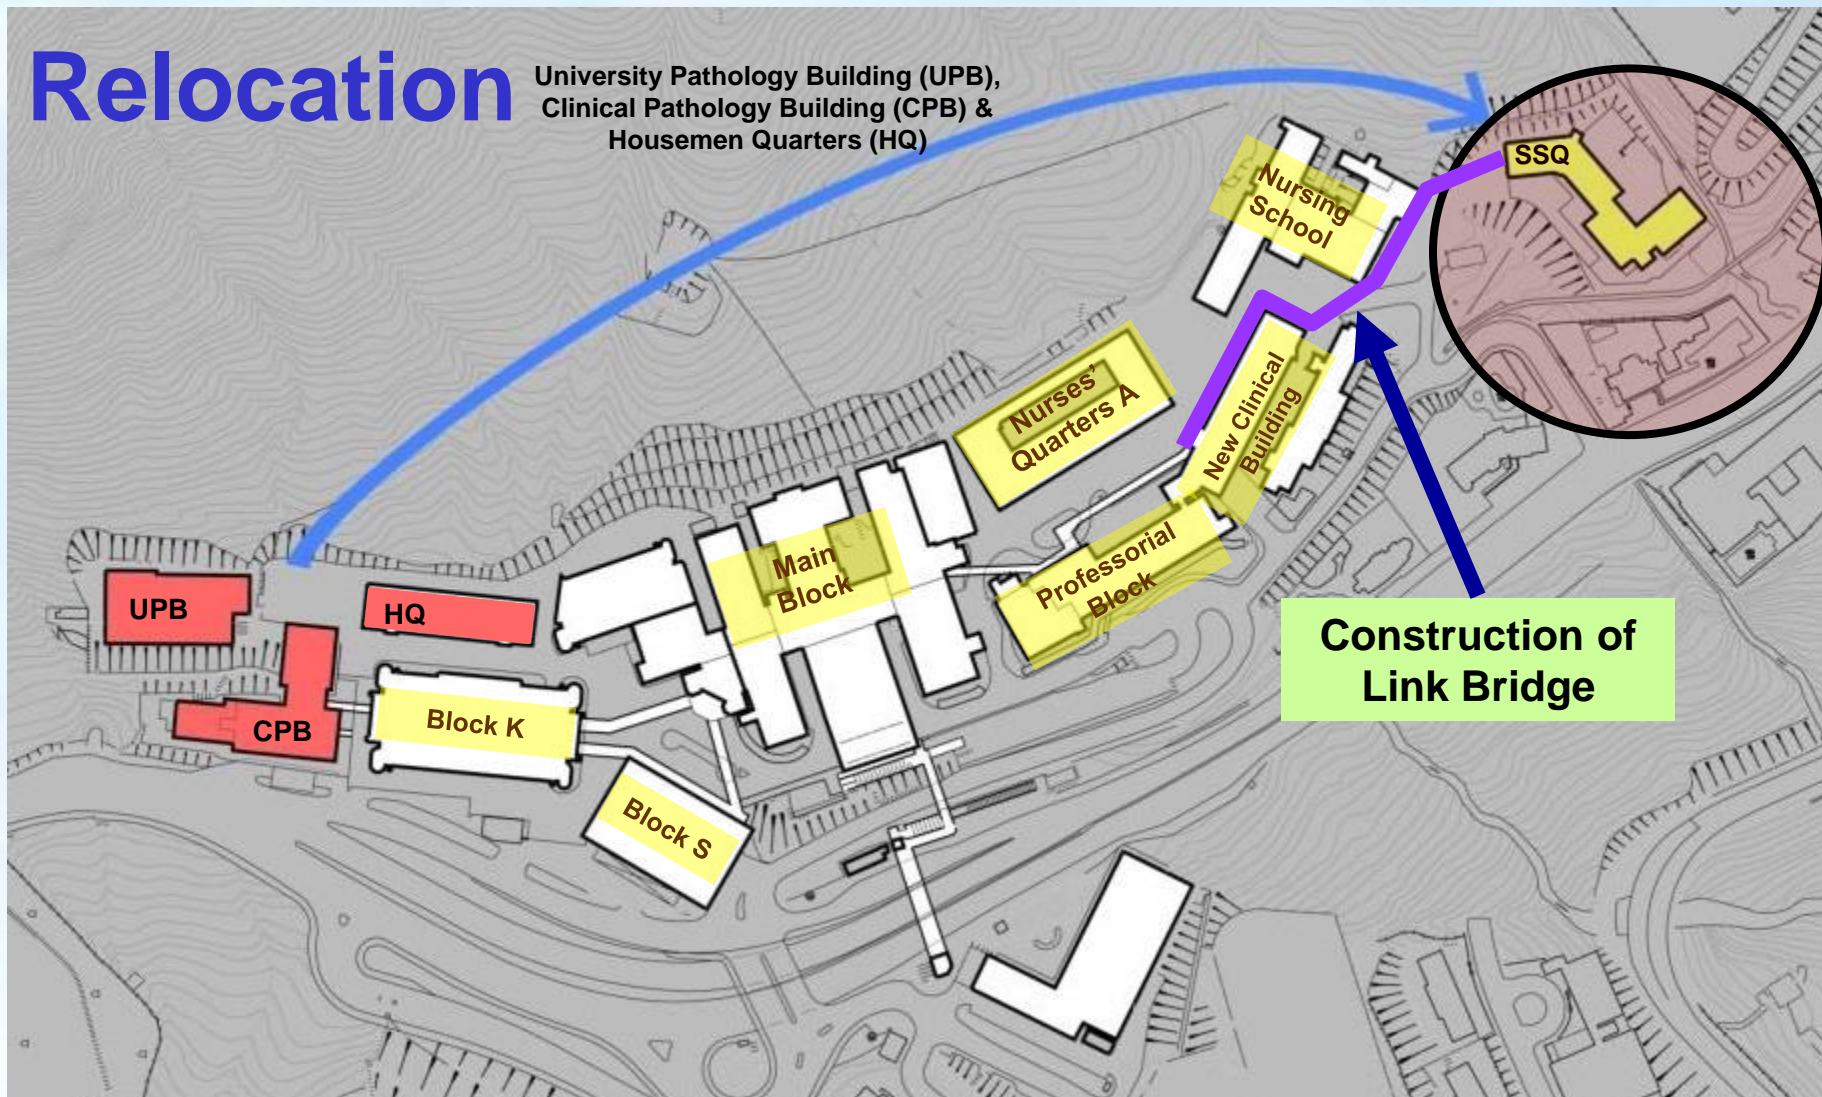 Relocation
University Pathology Building (UPB),
Clinical Pathology Building (CPB) &
Housemen Quarters (HQ)
SSQ
Nursing
School
Nurses'
Quarters A
New Clinical
Building
Main
Block
Professorial
Block
UPB
HQ
CPB
Block K
Block S
Construction of
Link Bridge